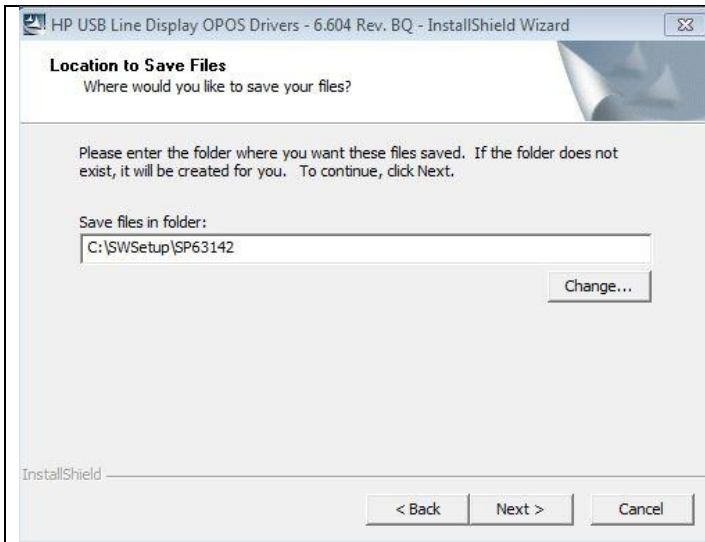 HP USB Line Display OPOS Drivers - 6.604 Rev. BQ - InstallShield Wizard
Location to Save Files
Where would you like to save your files?
Please enter the folder where you want these files saved.  If the folder does not
exist, it will be created for you.   To continue, click Next.
Save files in folder:
C:\SWSetup\SP63142
Change...
InstallShield
< Back
Next >
Cancel